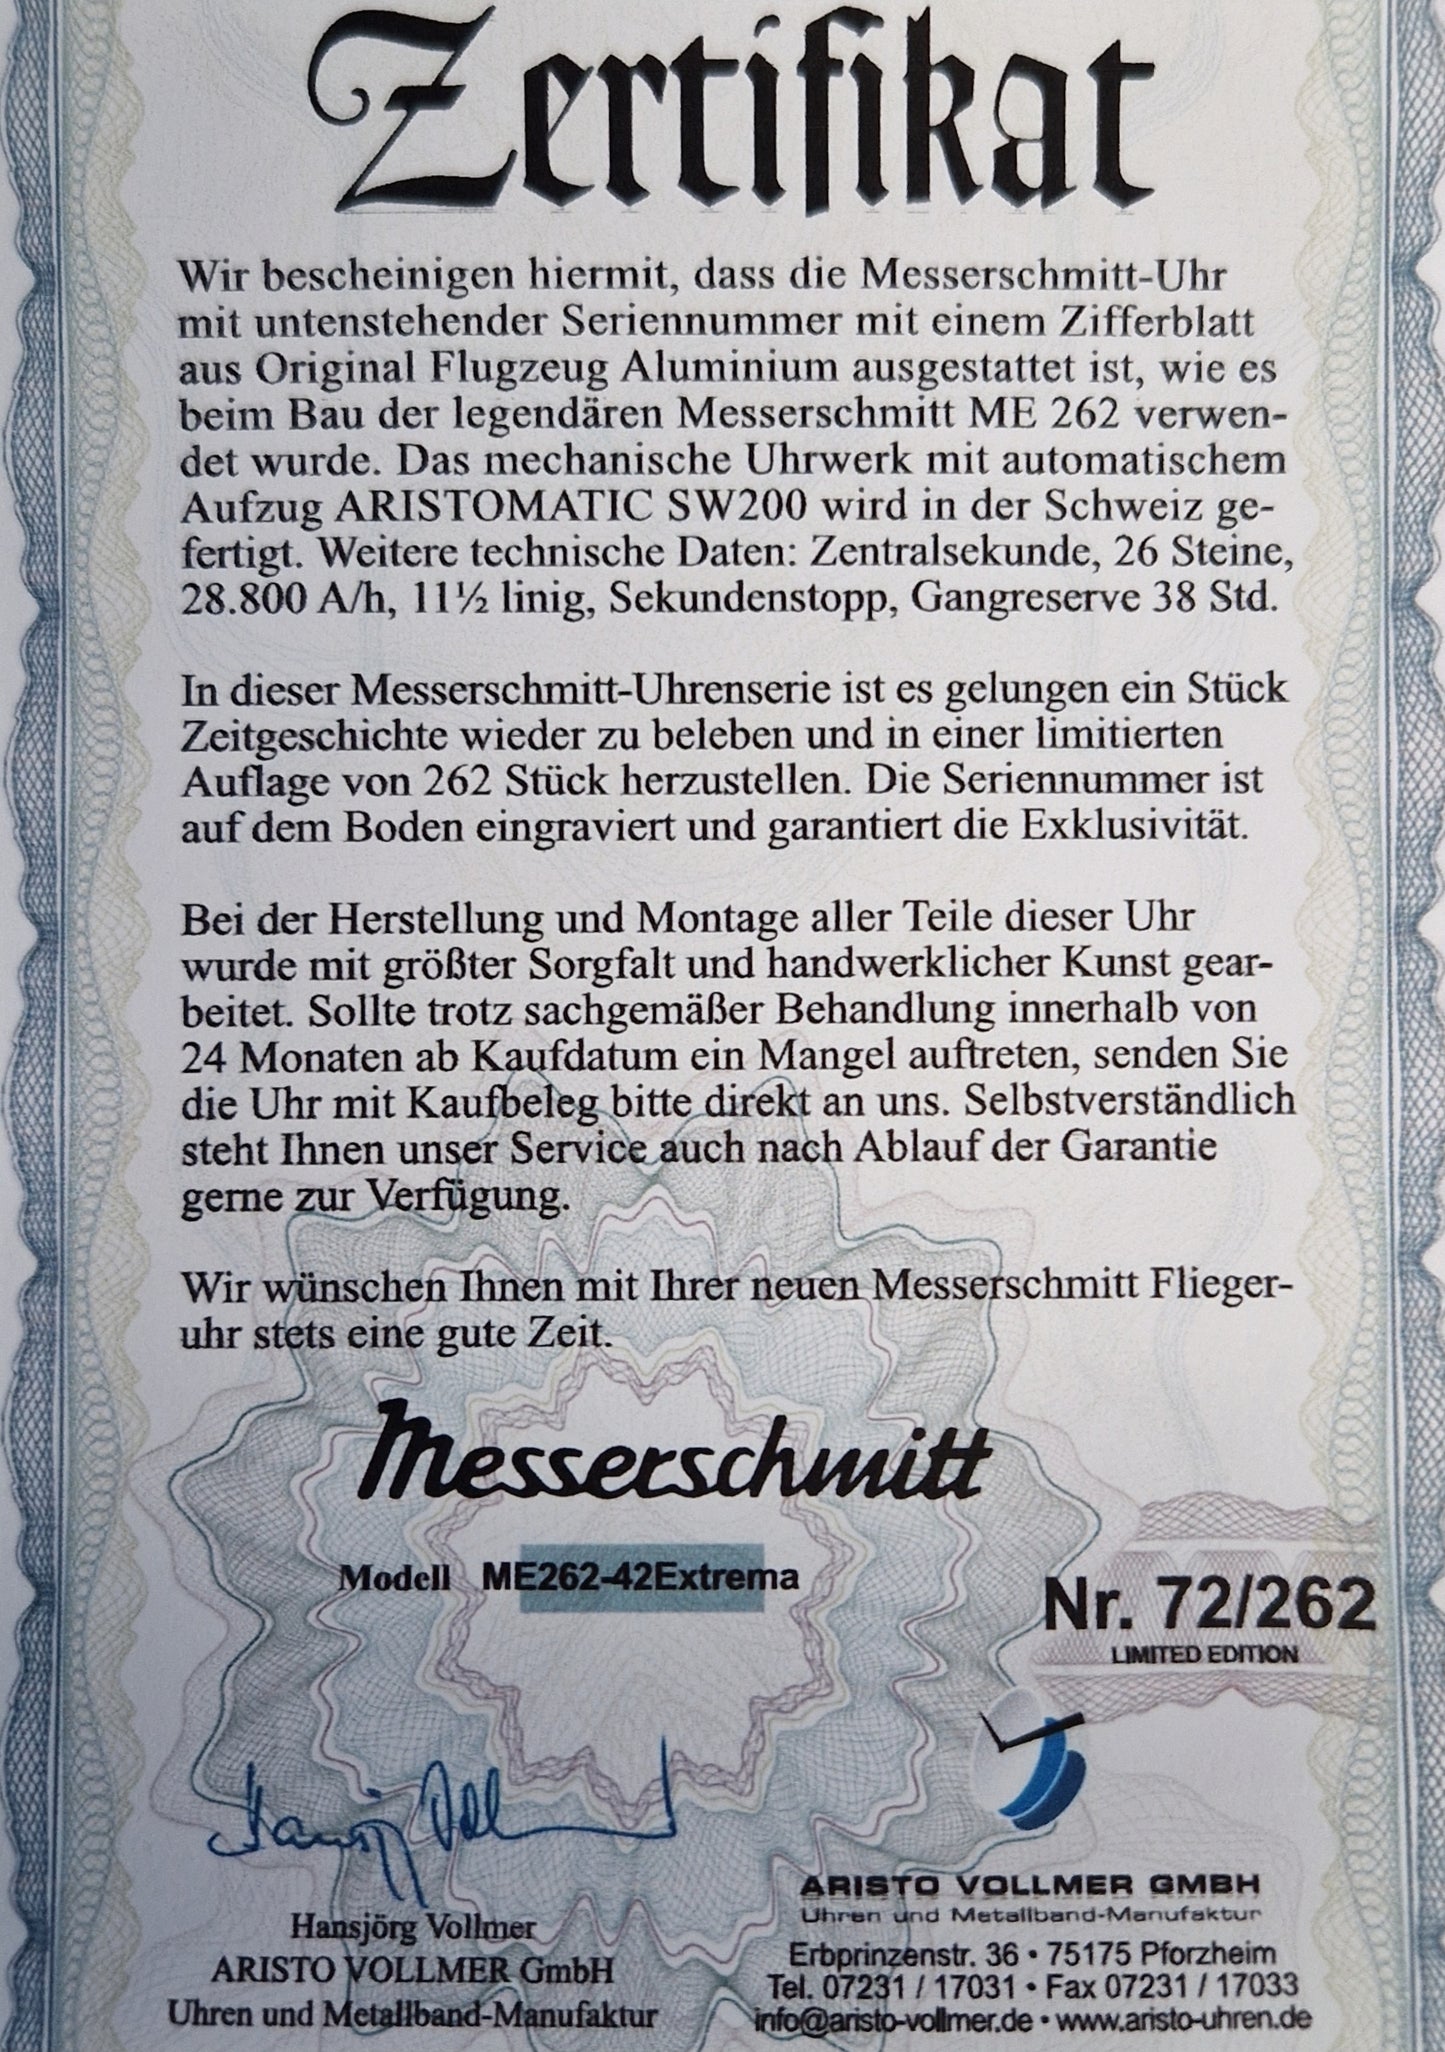 Zertifikat
Wir bescheinigen hiermit, dass die Messerschmitt-Uhr
mit untenstehender Seriennummer mit einem Zifferblatt
aus Original Flugzeug Aluminium ausgestattet ist, wie es
beim Bau der legendären Messerschmitt ME 262 verwen-
det wurde. Das mechanische Uhrwerk mit automatischem
Aufzug ARISTOMATIC SW200 wird in der Schweiz ge-
fertigt. Weitere technische Daten: Zentralsekunde, 26 Steine,
28.800 A/h, 11½ linig, Sekundenstopp, Gangreserve 38 Std.
In dieser Messerschmitt-Uhrenserie ist es gelungen ein Stück
Zeitgeschichte wieder zu beleben und in einer limitierten
Auflage von 262 Stück herzustellen. Die Seriennummer ist
auf dem Boden eingraviert und garantiert die Exklusivität.
Bei der Herstellung und Montage aller Teile dieser Uhr
wurde mit größter Sorgfalt und handwerklicher Kunst gear-
beitet. Sollte trotz sachgemäßer Behandlung innerhalb von
24 Monaten ab Kaufdatum ein Mangel auftreten, senden Sie
die Uhr mit Kaufbeleg bitte direkt an uns. Selbstverständlich
steht Ihnen unser Service auch nach Ablauf der Garantie
gerne zur Verfügung.
Wir wünschen Ihnen mit Ihrer neuen Messerschmitt Flieger-
uhr stets eine gute Zeit.
Messerschmitt
Modell ME262-42Extrema
Nr. 72/262
LIMITED EDITION
Hansjörg Vollmer
ARISTO VOLLMER GmbH
Uhren und Metallband-Manufaktur
ARISTO VOLLMER GMBH
Uhren und Metallband-Manufaktur
Erbprinzenstr. 36 • 75175 Pforzheim
Tel. 07231 / 17031 • Fax 07231 / 17033
info@aristo-vollmer.de • www.aristo-uhren.de